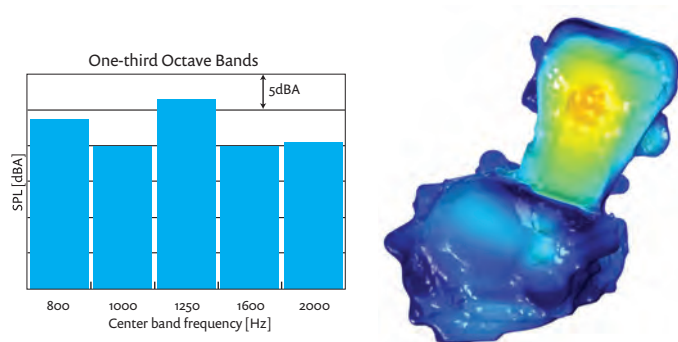 One-third Octave Bands
5dBA
SPL [dBA]
800 1000 1250 1600 2000
Center band frequency [Hz]